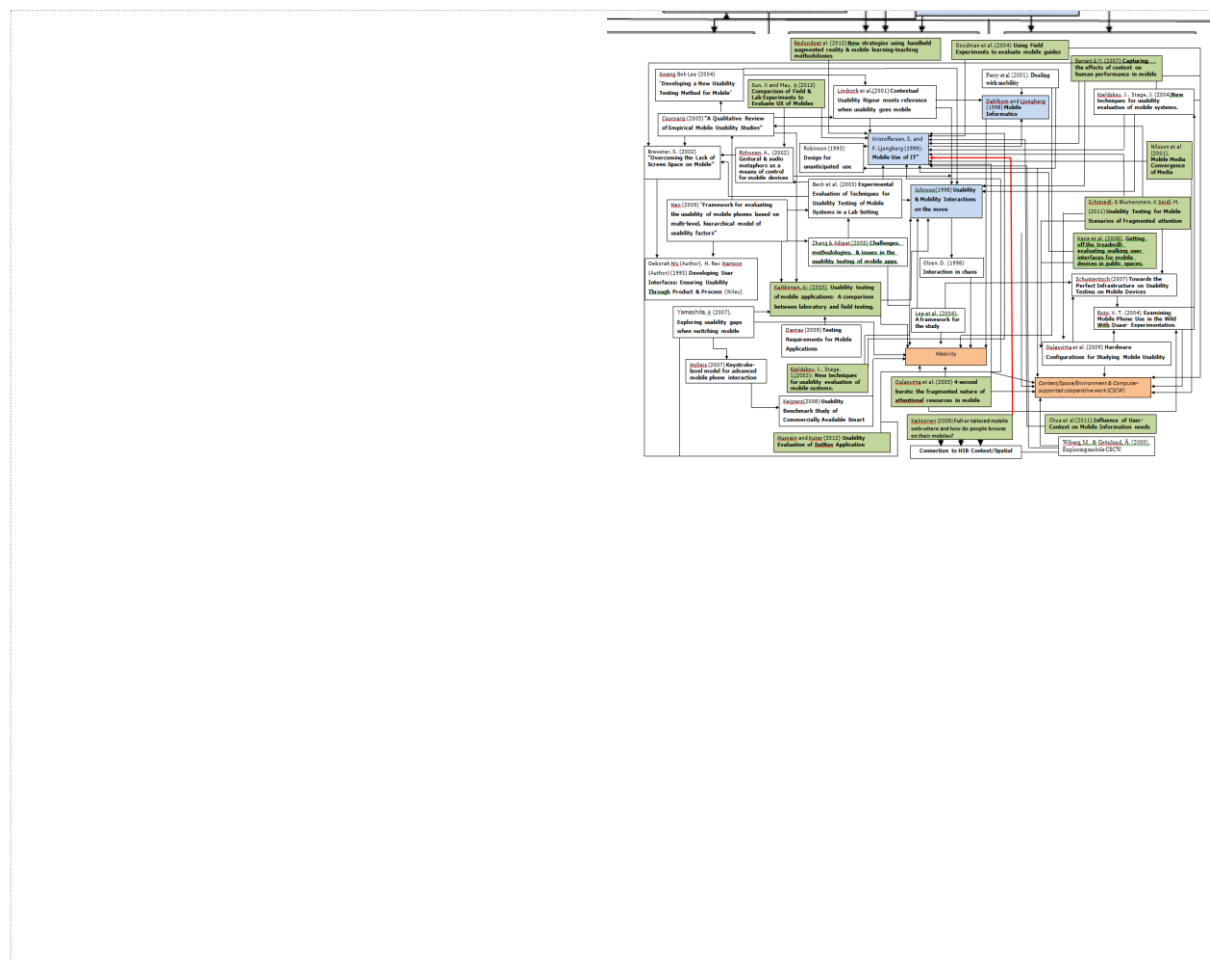 Redondo et al. (2012) New strategies using handheld
augmented reality & mobile learning-teaching
methodologies
Goodman et al. (2004) Using Field
Experiments to evaluate mobile guides
Barnard & Yi (2007) Capturing
the effects of context on
human performance in mobile
Kwang Bok Lee (2004)
"Developing a New Usability
Testing Method for Mobile"
Sun, X and May, A (2013)
Comparison of Field &
Lab Experiments to
Evaluate UX of Mobiles
Lindroth et al,(2001) Contextual
Usability Rigour meets relevance
when usability goes mobile
Perry et al (2001). Dealing
with mobility
Dahlbom and Ljungberg
(1998) Mobile
Informatics
Kjeldskov, J., Stage, J. (2004)New
techniques for usability
evaluation of mobile systems.
Coursaris (2005) "A Qualitative Review
of Empirical Mobile Usability Studies"
Brewster, S. (2002)
"Overcoming the Lack of
Screen Space on Mobile"
(2002)
Gestural & audio
metaphors as a
means of control
for mobile devices
Robinson (1993)
Design for
unanticipated use
Kristoffersen, S. and
F. Ljungberg (1999).
Mobile Use of IT"
Nilsson et al
(2001).
Mobile Media
Convergence
of Media
Beck et al. (2003) Experimental
Evaluation of Techniques for
Usability Testing of Mobile
Systems in a Lab Setting
Johnson(1998) Usability
& Mobility Interactions
on the move
Schmiedl, G Blumenstein, K Seidl, M.
(2011) Usability Testing for Mobile
Scenarios of Fragmented attention
Han (2009) "Framework for evaluating
the usability of mobile phones based on
multi-level, hierarchical model of
usability factors"
Zhang & Adipat (2005) Challenges,
methodologies, & issues in the
usability testing of mobile apps.
Kane et al. (2008). Getting
off the treadmill:
evaluating walking user
interfaces for mobile
devices in public spaces.
Deborah Hix (Author), H. Rex Hartson
(Author) (1993) Developing User
Interfaces: Ensuring Usability
Through Product & Process (Wiley)
Olsen, D. (1998)
Interaction in chaos
Kaikkonen, A. (2005). Usability testing
of mobile applications: A comparison
between laboratory and field testing.
Schusteritsch (2007) Towards the
Perfect Infrastructure on Usability
Testing on Mobile Devices
Yamashita, A (2007).
Exploring usability gaps
when switching mobile
Lee et al. (2004).
A framework for
the study
Roto, V. T. (2004) Examining
Mobile Phone Use in the Wild
With Quasi- Experimentation.
Dantas (2009) Testing
Requirements for Mobile
Applications
Mobility
Oulasvirta et al. (2009) Hardware
Configurations for Studying Mobile Usability
Holleis (2007) Keystroke-
level model for advanced
mobile phone interaction
Kjeldskov, J., Stage,
J.(2003): New techniques
for usability evaluation of
mobile systems.
Oulasvirta et al. (2005) 4-second
bursts: the fragmented nature of
attentional resources in mobile
Context/Space/Environment & Computer-
supported cooperative work (CSCW)
Keijzers(2008) Usability
Benchmark Study of
Commercially Available Smart
Kaikkonen (2008) Full or tailored mobile
web-where and how do people browse
on their mobiles?
Chua et al (2011).Influence of User-
Context on Mobile Information needs
Hussain and Kutar (2012) Usability
Evaluation of SatNav Application
Connection to HIB Context/Spatial
Wiberg, M., & Grönlund, Å. (2000).
Exploring mobile CSCW